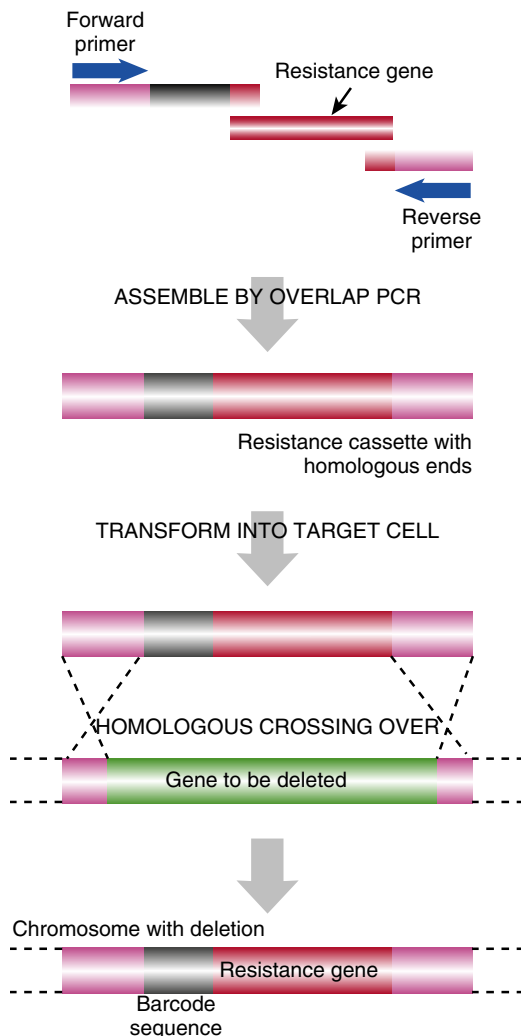 Forward
primer
Resistance gene
Reverse
primer
ASSEMBLE BY OVERLAP PCR
Resistance cassette with
homologous ends
TRANSFORM INTO TARGET CELL
HOMOLOGOUS CROSSING OVER
Gene to be deleted
Chromosome with deletion
Resistance gene
Barcode
sequence